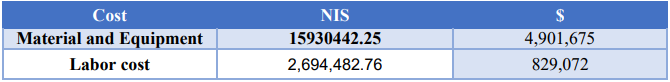 Cost NIS $
Material and Equipment 15930442.25 4,901,675
Labor cost 2,694,482.76 829,072